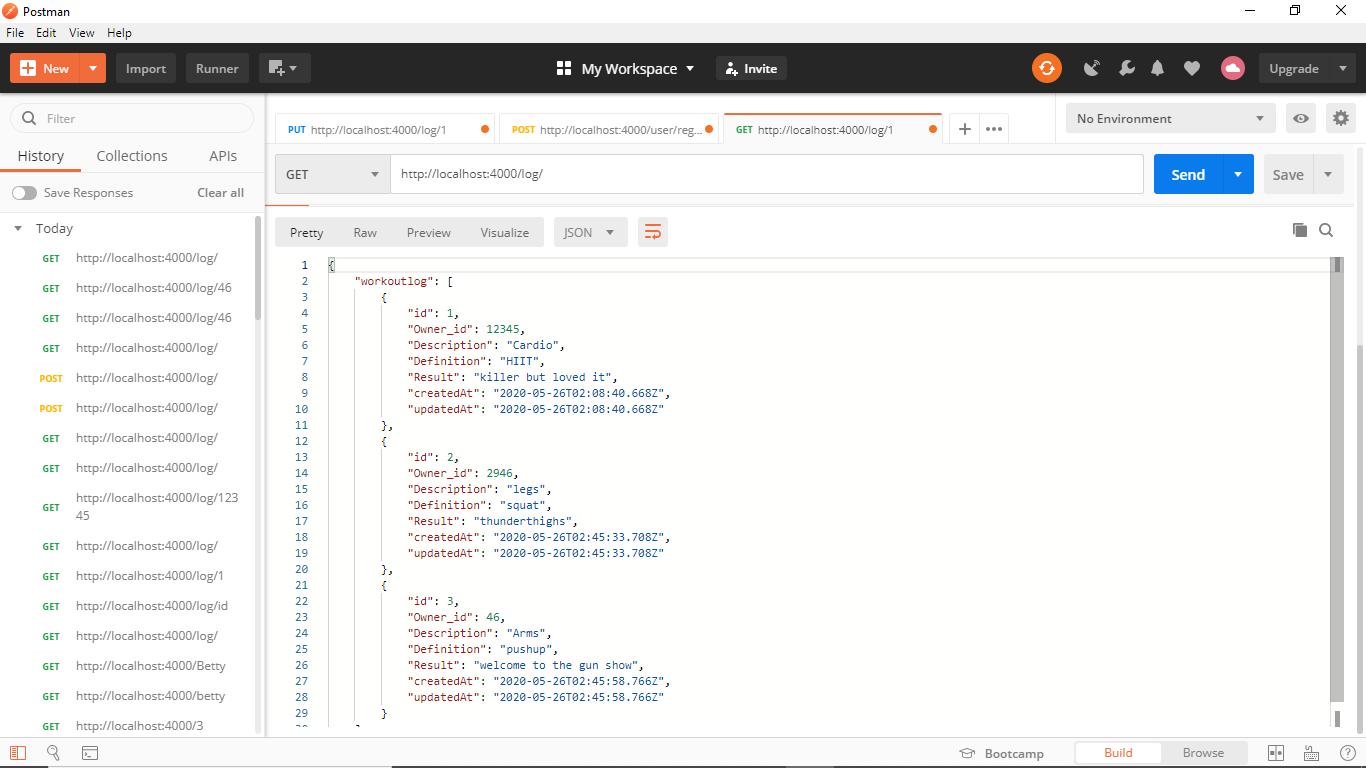 Postman
File Edit View Help
New Import Runner My Workspace Invite Upgrade
Filter
History Collections APIs
Save Responses Clear all
Today
GET http://localhost:4000/log/
GET http://localhost:4000/log/46
GET http://localhost:4000/log/46
GET http://localhost:4000/log/
POST http://localhost:4000/log/
POST http://localhost:4000/log/
GET http://localhost:4000/log/
GET http://localhost:4000/log/
GET http://localhost:4000/log/123
45
GET http://localhost:4000/log/
GET http://localhost:4000/log/1
GET http://localhost:4000/log/id
GET http://localhost:4000/log/
GET http://localhost:4000/Betty
GET http://localhost:4000/betty
GET http://localhost:4000/3
PUT http://localhost:4000/log/1 POST http://localhost:4000/user/reg... GET http://localhost:4000/log/1 + ••• No Environment
GET http://localhost:4000/log/ Send Save
Pretty Raw Preview Visualize JSON
1 {
2 "workoutlog": [
3 {
4 "id": 1,
5 "Owner_id": 12345,
6 "Description": "Cardio",
7 "Definition": "HIIT",
8 "Result": "killer but loved it",
9 "createdAt": "2020-05-26T02:08:40.668Z",
10 "updatedAt": "2020-05-26T02:08:40.668Z"
11 },
12 {
13 "id": 2,
14 "Owner_id": 2946,
15 "Description": "legs",
16 "Definition": "squat",
17 "Result": "thunderthighs",
18 "createdAt": "2020-05-26T02:45:33.708Z",
19 "updatedAt": "2020-05-26T02:45:33.708Z"
20 },
21 {
22 "id": 3,
23 "Owner_id": 46,
24 "Description": "Arms",
25 "Definition": "pushup",
26 "Result": "welcome to the gun show",
27 "createdAt": "2020-05-26T02:45:58.766Z",
28 "updatedAt": "2020-05-26T02:45:58.766Z"
29 }
Bootcamp Build Browse